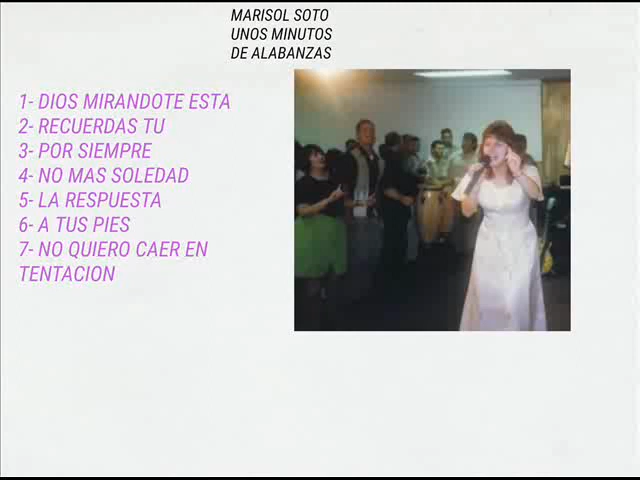 MARISOL SOTO
UNOS MINUTOS
DE ALABANZAS
1- DIOS MIRANDOTE ESTA
2- RECUERDAS TU
3- POR SIEMPRE
4- NO MAS SOLEDAD
5- LA RESPUESTA
6- A TUS PIES
7- NO QUIERO CAER EN
TENTACION